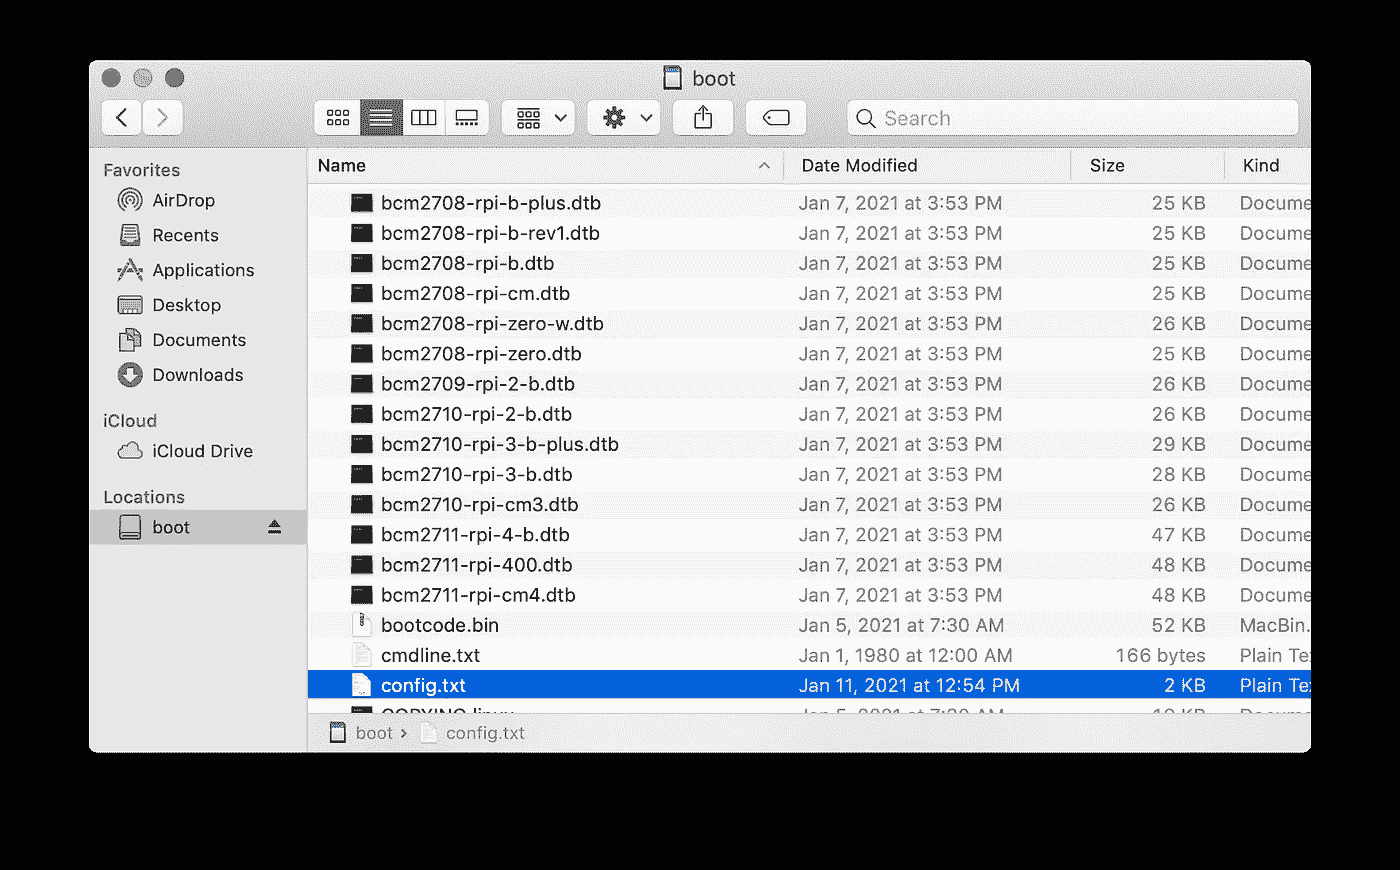 boot
Search
Favorites
AirDrop
Recents
Applications
Desktop
Documents
Downloads
iCloud
iCloud Drive
Locations
boot
Name Date Modified Size Kind
bcm2708-rpi-b-plus.dtb Jan 7, 2021 at 3:53 PM 25 KB Docume
bcm2708-rpi-b-rev1.dtb Jan 7, 2021 at 3:53 PM 25 KB Docume
bcm2708-rpi-b.dtb Jan 7, 2021 at 3:53 PM 25 KB Docume
bcm2708-rpi-cm.dtb Jan 7, 2021 at 3:53 PM 25 KB Docume
bcm2708-rpi-zero-w.dtb Jan 7, 2021 at 3:53 PM 26 KB Docume
bcm2708-rpi-zero.dtb Jan 7, 2021 at 3:53 PM 25 KB Docume
bcm2709-rpi-2-b.dtb Jan 7, 2021 at 3:53 PM 26 KB Docume
bcm2710-rpi-2-b.dtb Jan 7, 2021 at 3:53 PM 26 KB Docume
bcm2710-rpi-3-b-plus.dtb Jan 7, 2021 at 3:53 PM 29 KB Docume
bcm2710-rpi-3-b.dtb Jan 7, 2021 at 3:53 PM 28 KB Docume
bcm2710-rpi-cm3.dtb Jan 7, 2021 at 3:53 PM 26 KB Docume
bcm2711-rpi-4-b.dtb Jan 7, 2021 at 3:53 PM 47 KB Docume
bcm2711-rpi-400.dtb Jan 7, 2021 at 3:53 PM 48 KB Docume
bcm2711-rpi-cm4.dtb Jan 7, 2021 at 3:53 PM 48 KB Docume
bootcode.bin Jan 5, 2021 at 7:30 AM 52 KB MacBin.
cmdline.txt Jan 1, 1980 at 12:00 AM 166 bytes Plain Te
config.txt Jan 11, 2021 at 12:54 PM 2 KB Plain Te
boot › config.txt